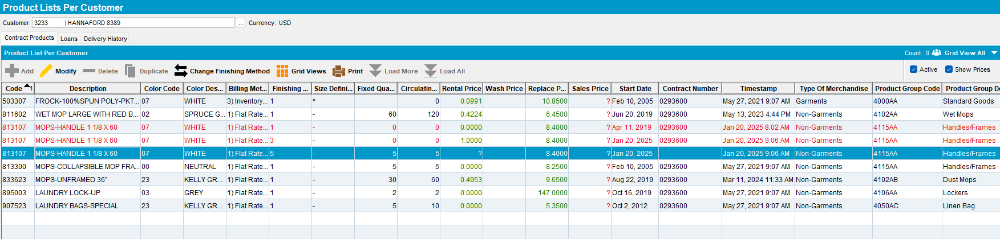 Product Lists Per Customer
Customer 3233 | HANNAFORD 8389 ... Currency: USD
Contract Products Loans Delivery History
Product List Per Customer Count : 9 Grid View All
Add Modify Delete Duplicate Change Finishing Method Grid Views Print Load More Load All Active Show Prices
Code Description Color Code Color Des... Billing Met... Finishing ... Size Defini... Fixed Qua... Circulatin... Rental Price Wash Price Replace P... Sales Price Start Date Contract Number Timestamp Type Of Merchandise Product Group Code Product Group De
503307 FROCK-100%SPUN POLY-PKT... 07 WHITE 3) Inventory... 1 * 0 0.0991 10.8500 ? Feb 10, 2005 0293600 May 27, 2021 9:07 AM Garments 4000AA Standard Goods
811602 WET MOP LARGE WITH RED B... 02 SPRUCE G... 1) Flat Rate... 1 - 60 120 0.4224 6.4500 ? Jun 20, 2019 0293600 May 13, 2023 4:44 PM Non-Garments 4102AA Wet Mops
813107 MOPS-HANDLE 1 1/8 X 60 07 WHITE 1) Flat Rate... 1 - 0 0 0.0000 8.4000 ? Apr 11, 2019 0293600 Jan 20, 2025 8:02 AM Non-Garments 4115AA Handles/Frames
813107 MOPS-HANDLE 1 1/8 X 60 07 WHITE 1) Flat Rate... 3 - 0 0 1.0000 8.4000 ? Jan 20, 2025 0293600 Jan 20, 2025 9:06 AM Non-Garments 4115AA Handles/Frames
813107 MOPS-HANDLE 1 1/8 X 60 07 WHITE 1) Flat Rate... 5 - 5 5 ? 8.4000 ? Jan 20, 2025 Jan 20, 2025 9:06 AM Non-Garments 4115AA Handles/Frames
813300 MOPS-COLLAPSIBLE MOP FRA... 00 NEUTRAL 1) Flat Rate... 1 - 5 5 0.0000 8.2500 ? Feb 10, 2005 0293600 May 27, 2021 9:07 AM Non-Garments 4115AA Handles/Frames
833623 MOPS-UNFRAMED 36" 23 KELLY GR... 1) Flat Rate... 1 - 30 60 0.4953 9.6500 ? Aug 22, 2019 0293600 Mar 11, 2024 11:33 AM Non-Garments 4102AB Dust Mops
895003 LAUNDRY LOCK-UP 03 GREY 1) Flat Rate... 1 - 2 2 0.0000 147.0000 ? Oct 16, 2019 0293600 May 27, 2021 9:07 AM Non-Garments 4106AA Lockers
907523 LAUNDRY BAGS-SPECIAL 23 KELLY GR... 1) Flat Rate... 1 - 5 10 0.0000 5.3500 ? Oct 2, 2012 0293600 May 27, 2021 9:07 AM Non-Garments 4050AC Linen Bag